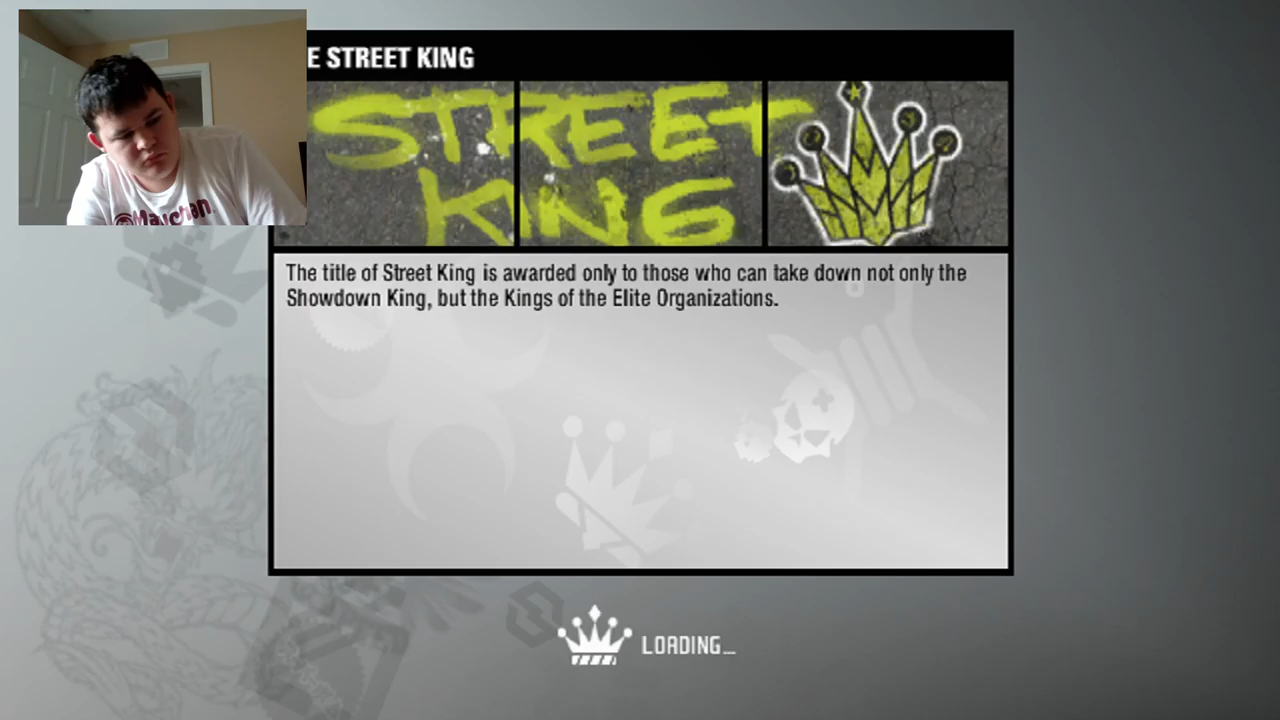 E STREET KING
STREET
KING
The title of Street King is awarded only to those who can take down not only the
Showdown King, but the Kings of the Elite Organizations.
LOADING...